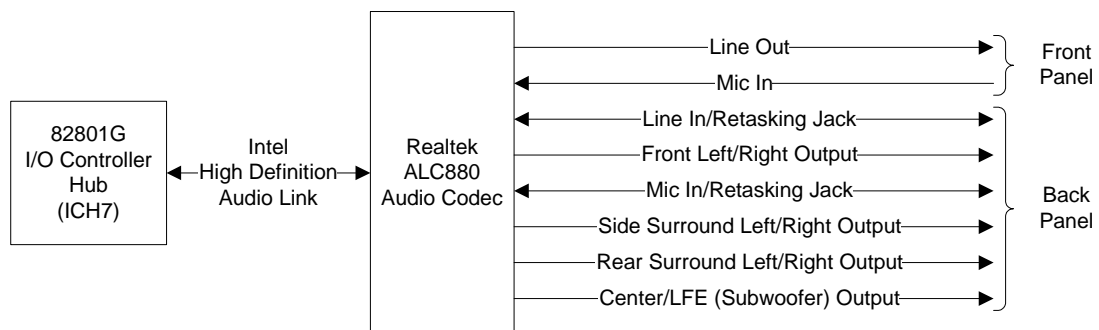 82801G
I/O Controller
Hub
(ICH7)
Intel
High Definition
Audio Link
Realtek
ALC880
Audio Codec
Line Out
Mic In
Line In/Retasking Jack
Front Left/Right Output
Mic In/Retasking Jack
Side Surround Left/Right Output
Rear Surround Left/Right Output
Center/LFE (Subwoofer) Output
Front
Panel
Back
Panel